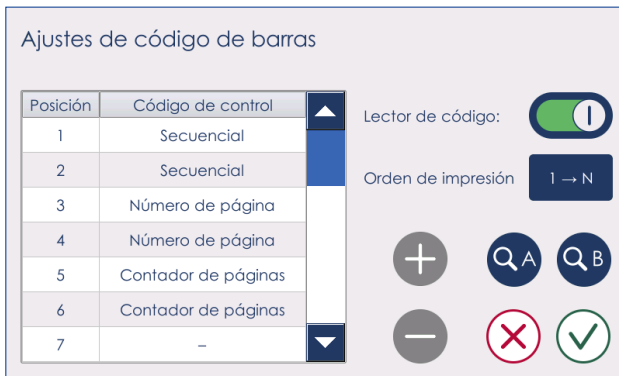 Ajustes de código de barras
Posición Código de control
1 Secuencial
2 Secuencial
3 Número de página
4 Número de página
5 Contador de páginas
6 Contador de páginas
7 –
Lector de código:
Orden de impresión 1 → N
A B